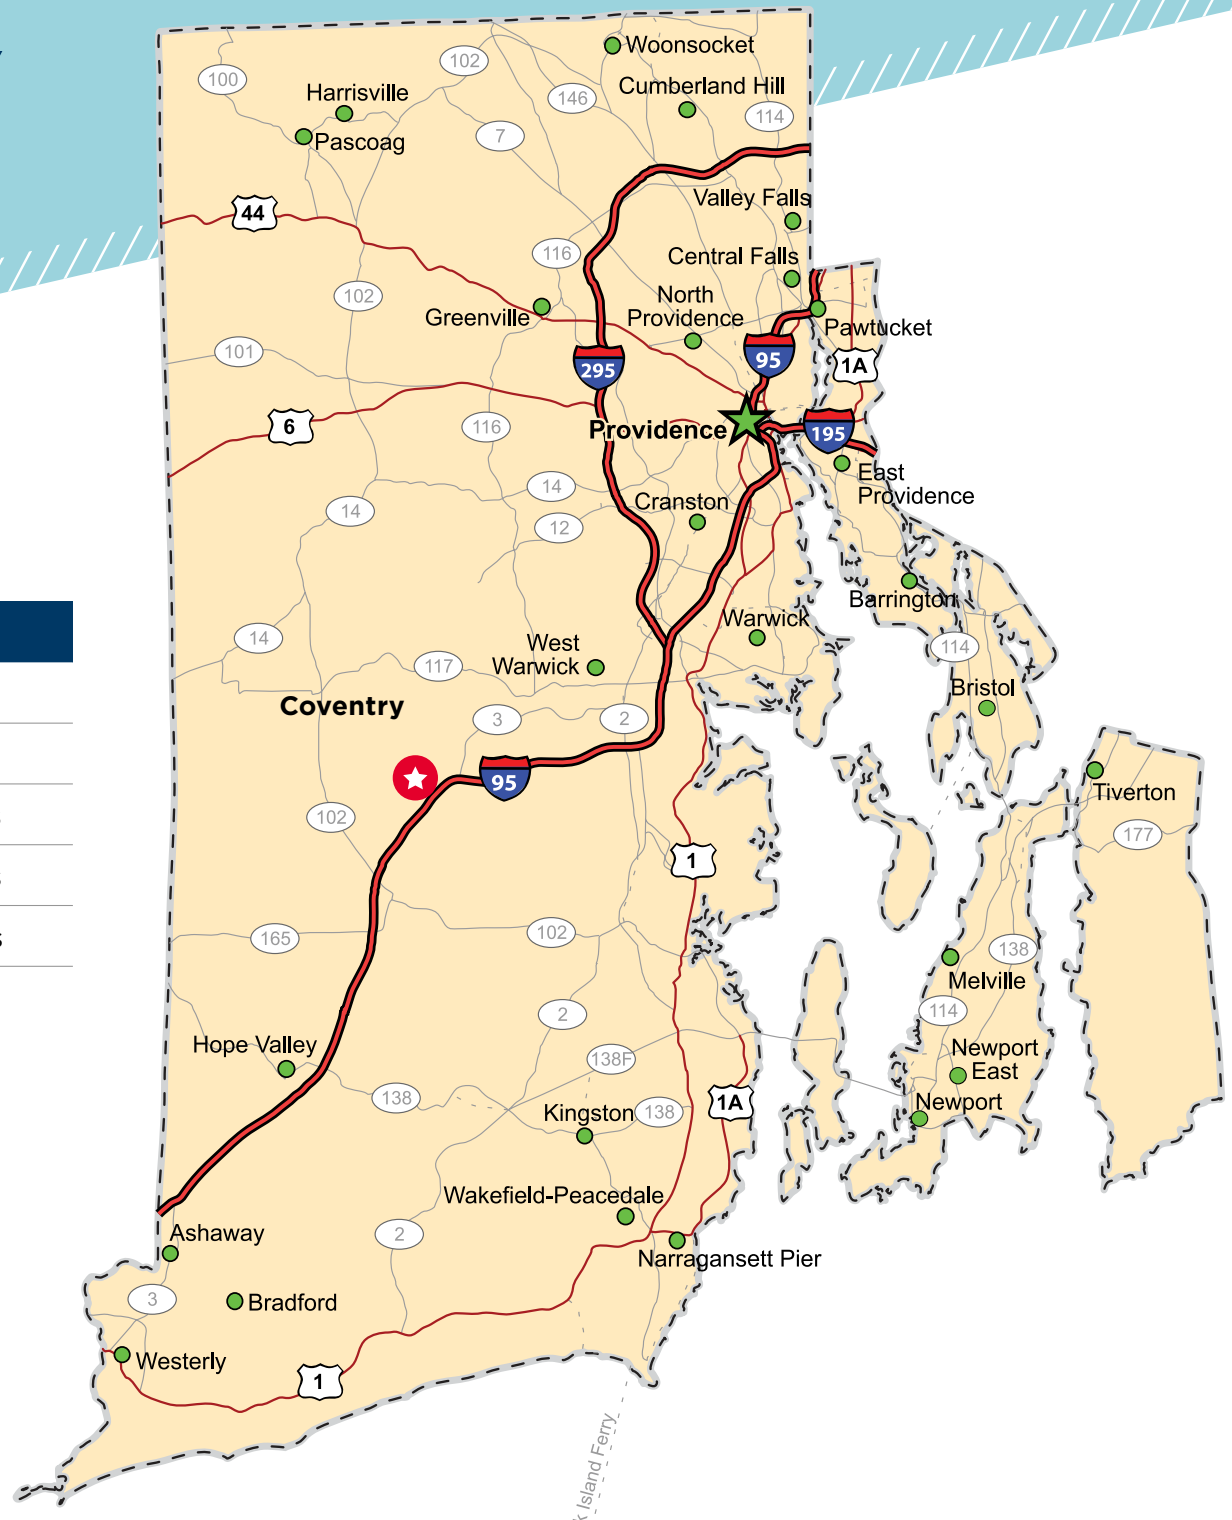 Woonsocket
102
100
Cumberland Hill
Harrisville
146
114
7
Pascoag
Valley Falls
44
116
Central Falls
102
North
Providence
Greenville
Pawtucket
101
295
95
1A
6
116
Providence
195
East
Providence
14
Cranston
14
12
Barrington
Warwick
14
West
Warwick
117
114
Bristol
Coventry
3
2
95
Tiverton
102
177
1
165
102
138
Melville
2
114
Hope Valley
138F
Newport
East
138
1A
Newport
Kingston
138
Wakefield-Peacedale
Ashaway
2
Narragansett Pier
3
Bradford
Westerly
1
Island Ferry